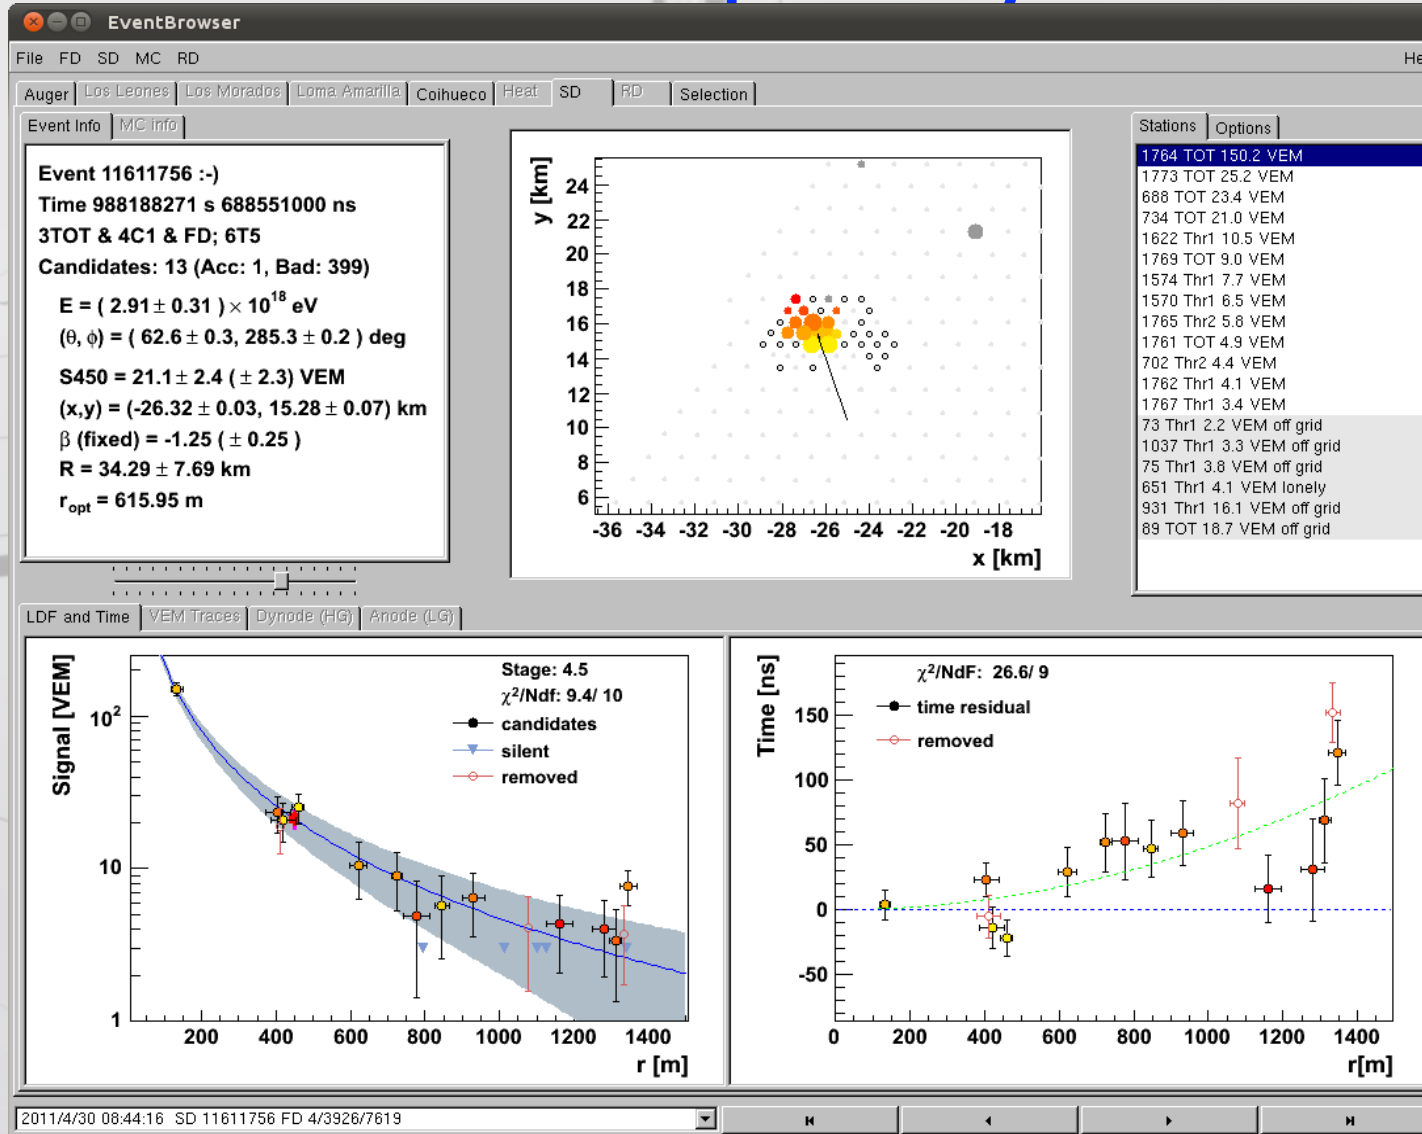 EventBrowser
File FD SD MC RD
Auger Los Leones Los Morados Loma Amarilla Coihueco Heat SD RD Selection
Event Info MC info
Event 11611756 :-)
Time 988188271 s 688551000 ns
3TOT & 4C1 & FD; 6T5
Candidates: 13 (Acc: 1, Bad: 399)
E = ( 2.91 ± 0.31 ) × 10^18 eV
(θ, ϕ) = ( 62.6 ± 0.3, 285.3 ± 0.2 ) deg
S450 = 21.1 ± 2.4 ( ± 2.3) VEM
(x,y) = (-26.32 ± 0.03, 15.28 ± 0.07) km
β (fixed) = -1.25 ( ± 0.25 )
R = 34.29 ± 7.69 km
r_opt = 615.95 m
y [km]
24
22
20
18
16
14
12
10
8
6
-36 -34 -32 -30 -28 -26 -24 -22 -20 -18
x [km]
Stations Options
1764 TOT 150.2 VEM
1773 TOT 25.2 VEM
688 TOT 23.4 VEM
734 TOT 21.0 VEM
1622 Thr1 10.5 VEM
1769 TOT 9.0 VEM
1574 Thr1 7.7 VEM
1570 Thr1 6.5 VEM
1765 Thr2 5.8 VEM
1761 TOT 4.9 VEM
702 Thr2 4.4 VEM
1762 Thr1 4.1 VEM
1767 Thr1 3.4 VEM
73 Thr1 2.2 VEM off grid
1037 Thr1 3.3 VEM off grid
75 Thr1 3.8 VEM off grid
651 Thr1 4.1 VEM lonely
931 Thr1 16.1 VEM off grid
89 TOT 18.7 VEM off grid
LDF and Time VEM Traces Dynode (HG) Anode (LG)
Signal [VEM]
Stage: 4.5
χ²/Ndf: 9.4/ 10
candidates
silent
removed
10²
10
1
200 400 600 800 1000 1200 1400
r [m]
Time [ns]
χ²/NdF: 26.6/ 9
time residual
removed
150
100
50
0
-50
0 200 400 600 800 1000 1200 1400
r[m]
2011/4/30 08:44:16 SD 11611756 FD 4/3926/7619